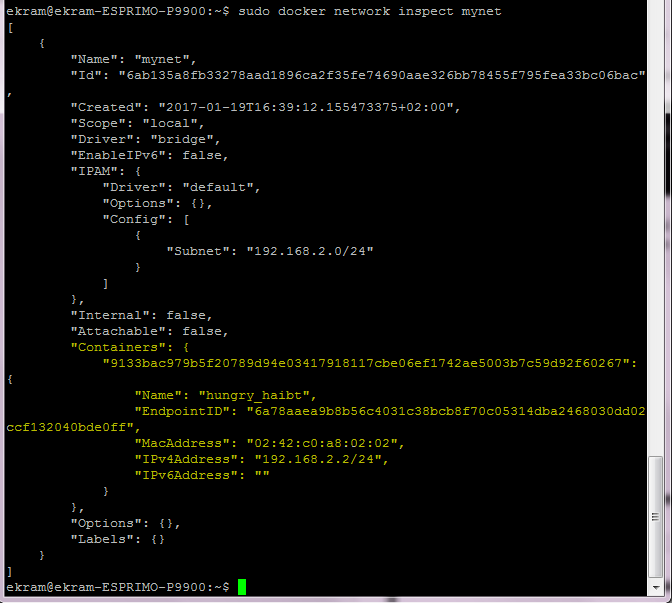 ekram@ekram-ESPRIMO-P9900:~$ sudo docker network inspect mynet
[
    {
        "Name": "mynet",
        "Id": "6ab135a8fb33278aad1896ca2f35fe74690aae326bb78455f795fea33bc06bac"
,
        "Created": "2017-01-19T16:39:12.155473375+02:00",
        "Scope": "local",
        "Driver": "bridge",
        "EnableIPv6": false,
        "IPAM": {
            "Driver": "default",
            "Options": {},
            "Config": [
                {
                    "Subnet": "192.168.2.0/24"
                }
            ]
        },
        "Internal": false,
        "Attachable": false,
        "Containers": {
            "9133bac979b5f20789d94e03417918117cbe06ef1742ae5003b7c59d92f60267":
{
                "Name": "hungry_haibt",
                "EndpointID": "6a78aaea9b8b56c4031c38bcb8f70c05314dba2468030dd02
ccf132040bde0ff",
                "MacAddress": "02:42:c0:a8:02:02",
                "IPv4Address": "192.168.2.2/24",
                "IPv6Address": ""
            }
        },
        "Options": {},
        "Labels": {}
    }
]
ekram@ekram-ESPRIMO-P9900:~$